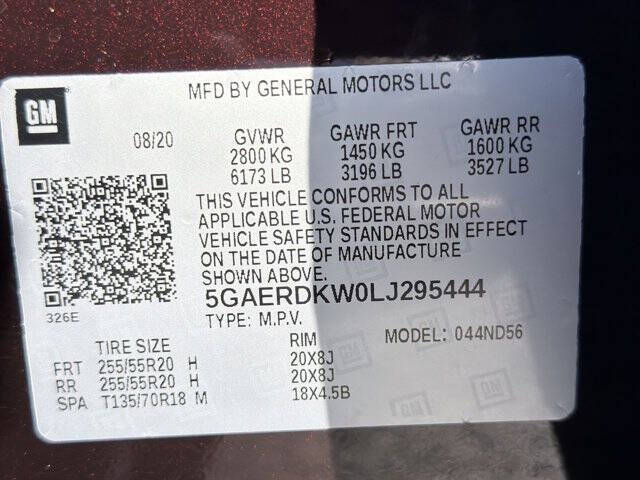 GM
MFD BY GENERAL MOTORS LLC
08/20 GVWR GAWR FRT GAWR RR
2800 KG 1450 KG 1600 KG
6173 LB 3196 LB 3527 LB
THIS VEHICLE CONFORMS TO ALL
APPLICABLE U.S. FEDERAL MOTOR
VEHICLE SAFETY STANDARDS IN EFFECT
ON THE DATE OF MANUFACTURE
SHOWN ABOVE.
326E
5GAERDKW0LJ295444
TYPE: M.P.V. MODEL: 044ND56
TIRE SIZE RIM
FRT 255/55R20 H 20X8J
RR 255/55R20 H 20X8J
SPA T135/70R18 M 18X4.5B